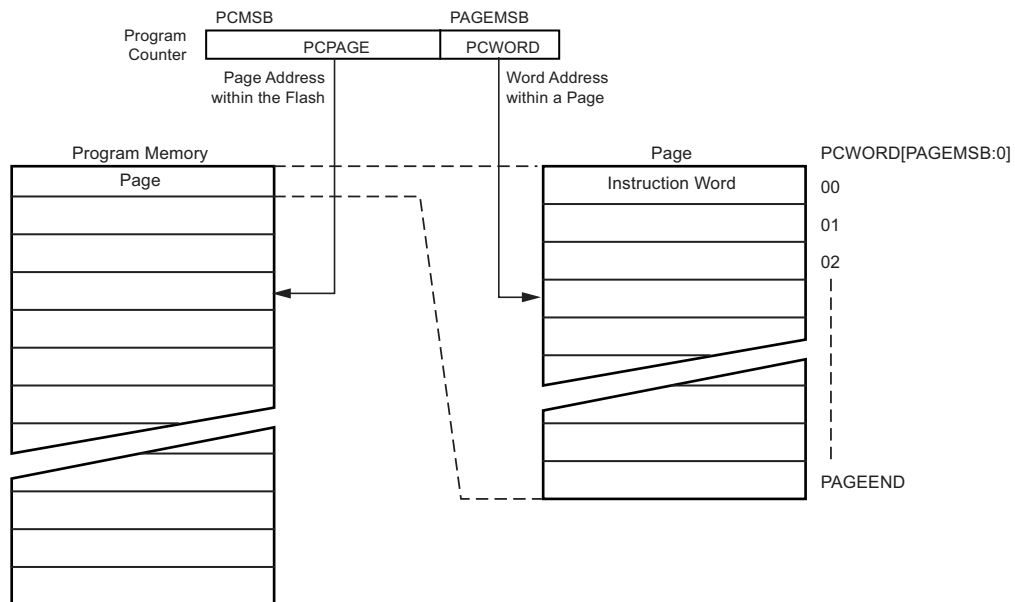 PCMSB PAGEMSB
Program
Counter
PCPAGE PCWORD
Page Address
within the Flash
Word Address
within a Page
Program Memory Page PCWORD[PAGEMSB:0]
Page Instruction Word 00
01
02
PAGEEND